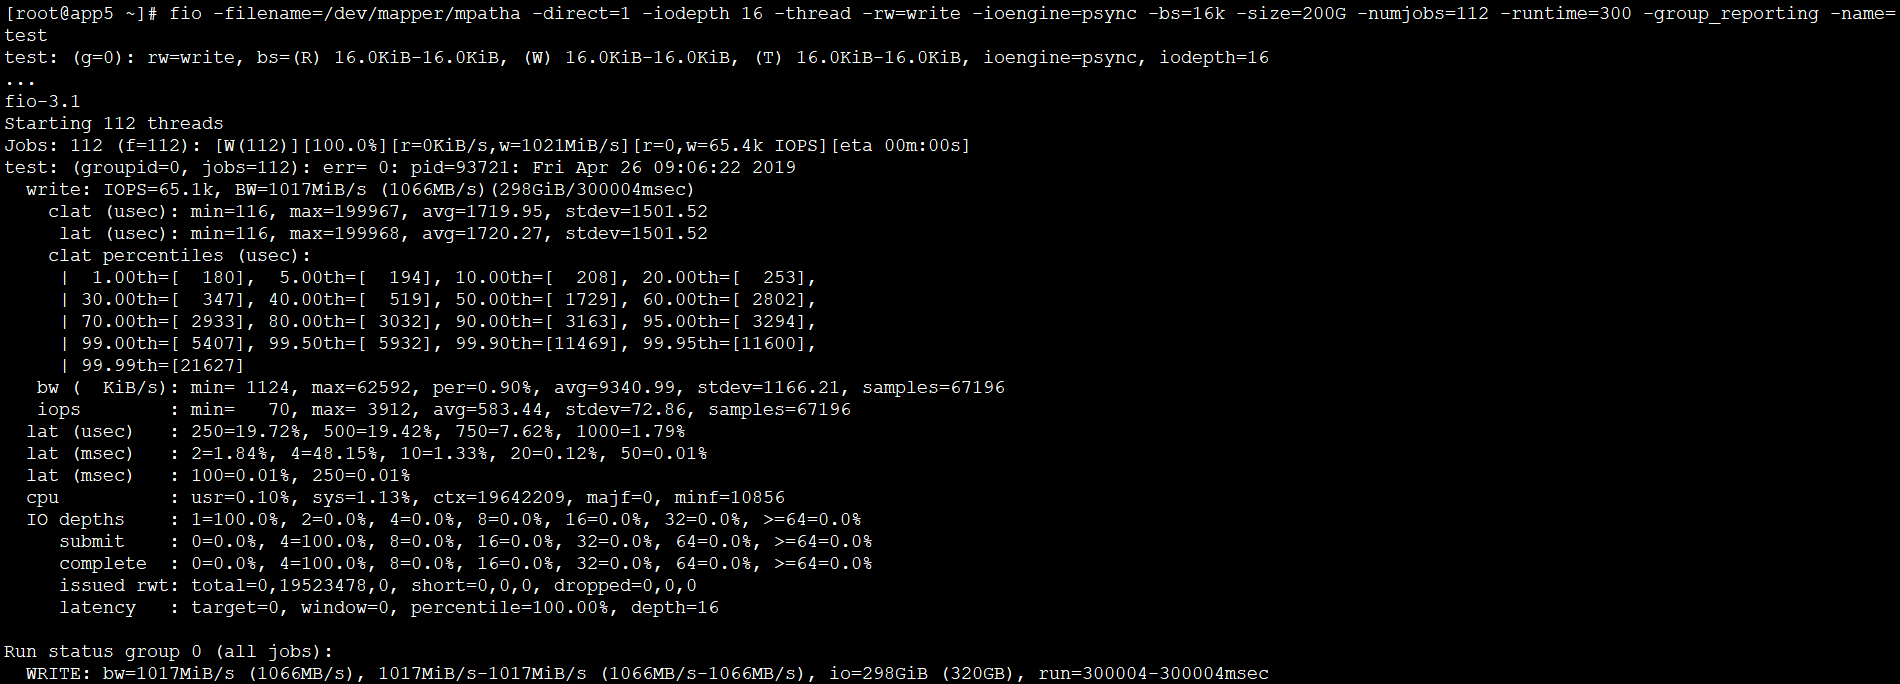 [root@app5 ~]# fio -filename=/dev/mapper/mpatha -direct=1 -iodepth 16 -thread -rw=write -ioengine=psync -bs=16k -size=200G -numjobs=112 -runtime=300 -group_reporting -name=
test
test: (g=0): rw=write, bs=(R) 16.0KiB-16.0KiB, (W) 16.0KiB-16.0KiB, (T) 16.0KiB-16.0KiB, ioengine=psync, iodepth=16
...
fio-3.1
Starting 112 threads
Jobs: 112 (f=112): [W(112)][100.0%][r=0KiB/s,w=1021MiB/s][r=0,w=65.4k IOPS][eta 00m:00s]
test: (groupid=0, jobs=112): err= 0: pid=93721: Fri Apr 26 09:06:22 2019
  write: IOPS=65.1k, BW=1017MiB/s (1066MB/s)(298GiB/300004msec)
    clat (usec): min=116, max=199967, avg=1719.95, stdev=1501.52
     lat (usec): min=116, max=199968, avg=1720.27, stdev=1501.52
    clat percentiles (usec):
     |  1.00th=[  180],  5.00th=[  194], 10.00th=[  208], 20.00th=[  253],
     | 30.00th=[  347], 40.00th=[  519], 50.00th=[ 1729], 60.00th=[ 2802],
     | 70.00th=[ 2933], 80.00th=[ 3032], 90.00th=[ 3163], 95.00th=[ 3294],
     | 99.00th=[ 5407], 99.50th=[ 5932], 99.90th=[11469], 99.95th=[11600],
     | 99.99th=[21627]
   bw (  KiB/s): min= 1124, max=62592, per=0.90%, avg=9340.99, stdev=1166.21, samples=67196
   iops        : min=   70, max= 3912, avg=583.44, stdev=72.86, samples=67196
  lat (usec)   : 250=19.72%, 500=19.42%, 750=7.62%, 1000=1.79%
  lat (msec)   : 2=1.84%, 4=48.15%, 10=1.33%, 20=0.12%, 50=0.01%
  lat (msec)   : 100=0.01%, 250=0.01%
  cpu          : usr=0.10%, sys=1.13%, ctx=19642209, majf=0, minf=10856
  IO depths    : 1=100.0%, 2=0.0%, 4=0.0%, 8=0.0%, 16=0.0%, 32=0.0%, >=64=0.0%
     submit    : 0=0.0%, 4=100.0%, 8=0.0%, 16=0.0%, 32=0.0%, 64=0.0%, >=64=0.0%
     complete  : 0=0.0%, 4=100.0%, 8=0.0%, 16=0.0%, 32=0.0%, 64=0.0%, >=64=0.0%
     issued rwt: total=0,19523478,0, short=0,0,0, dropped=0,0,0
     latency   : target=0, window=0, percentile=100.00%, depth=16

Run status group 0 (all jobs):
  WRITE: bw=1017MiB/s (1066MB/s), 1017MiB/s-1017MiB/s (1066MB/s-1066MB/s), io=298GiB (320GB), run=300004-300004msec